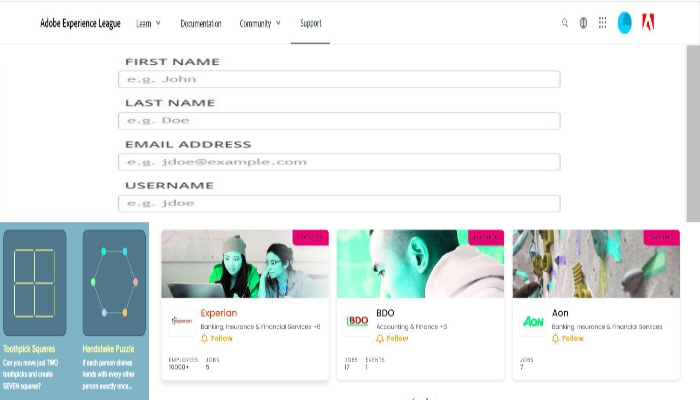 Adobe Experience League
Learn
Documentation
Community
Support
FIRST NAME
e.g. John
LAST NAME
e.g. Doe
EMAIL ADDRESS
e.g. jdoe@example.com
USERNAME
e.g. jdoe
Toothpick Squares
Can you move just TWO
toothpicks and create
SEVEN squares?
Handshake Puzzle
If each person shakes
hands with every other
person exactly once...
Experian
Experian
Banking, Insurance & Financial Services +6
Follow
EMPLOYEES JOBS
10000+ 5
BDO
BDO
Accounting & Finance +3
Follow
JOBS EVENTS
17 1
AON
Aon
Banking, Insurance & Financial Services
Follow
JOBS
7